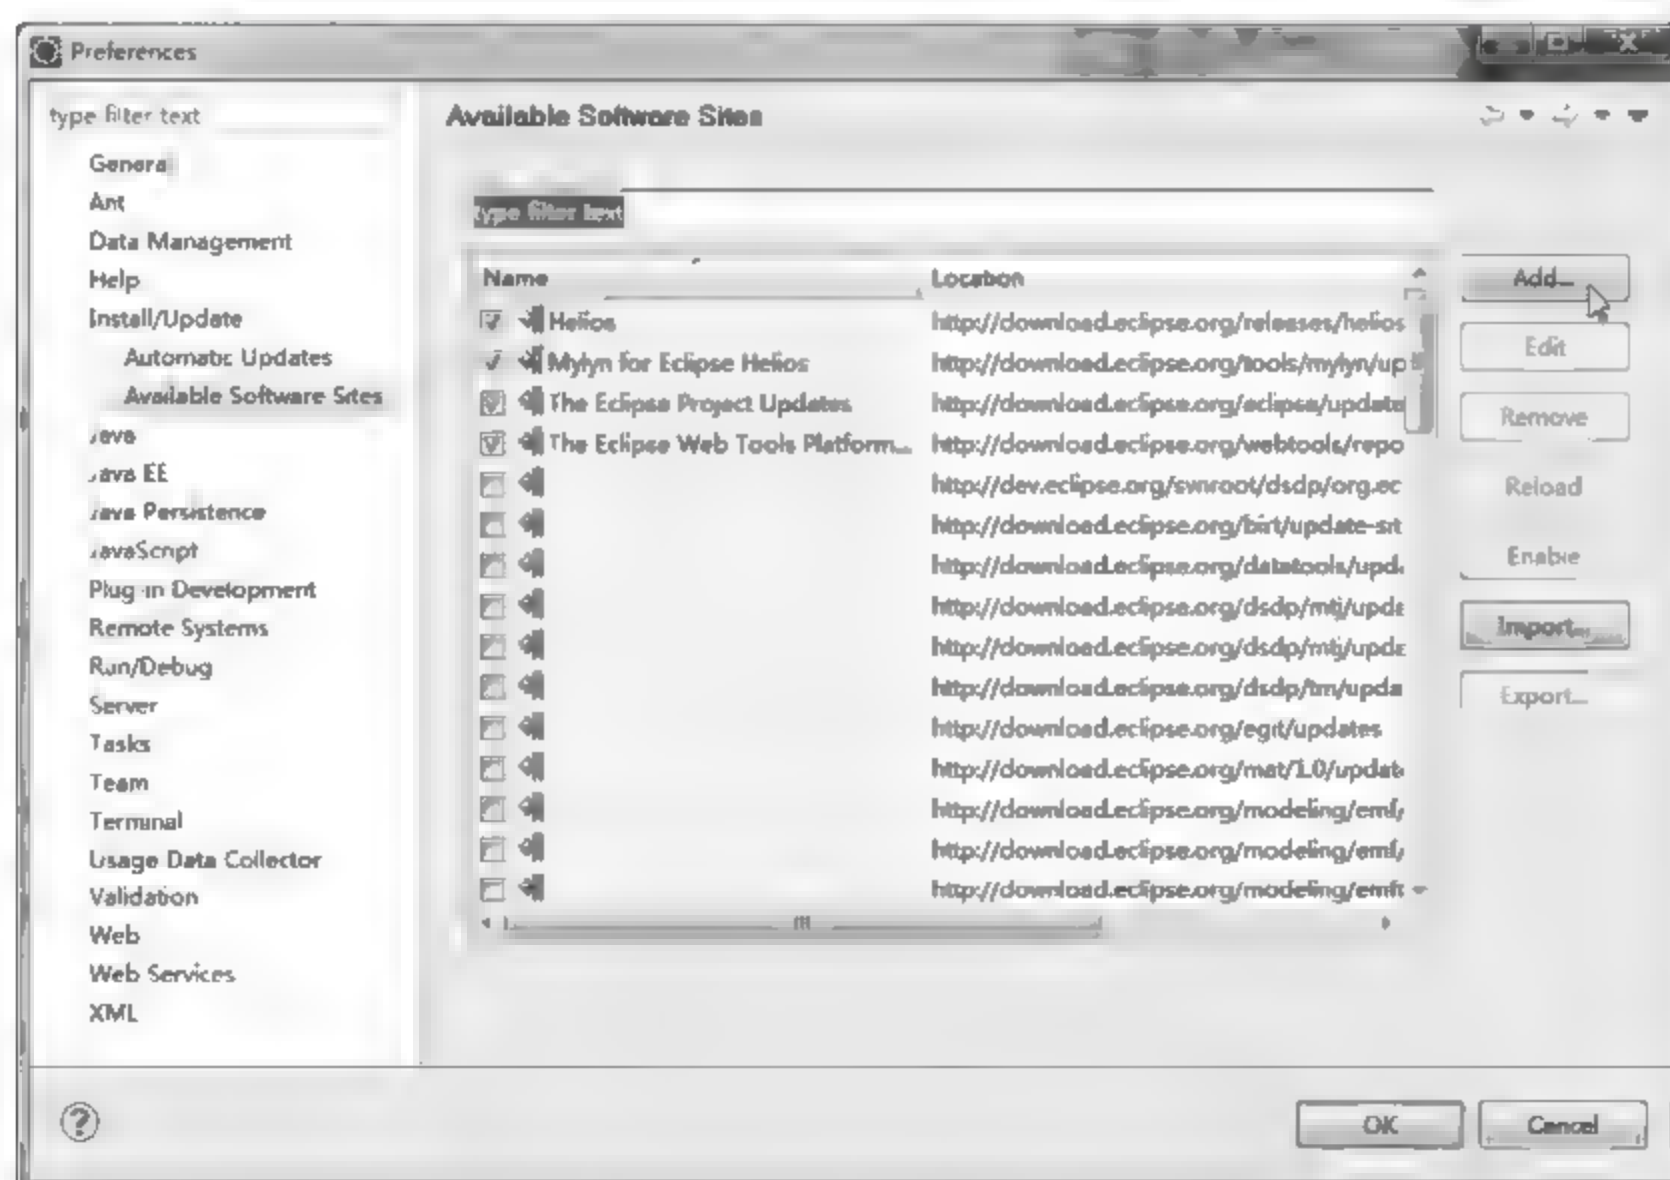 Preferences
type filter text
General
Ant
Data Management
Help
Install/Update
Automatic Updates
Available Software Sites
Java
Java EE
Java Persistence
JavaScript
Plug-in Development
Remote Systems
Run/Debug
Server
Tasks
Team
Terminal
Usage Data Collector
Validation
Web
Web Services
XML
Available Software Sites
type filter text
Name Location
Helios http://download.eclipse.org/releases/helios
Mylyn for Eclipse Helios http://download.eclipse.org/tools/mylyn/up
The Eclipse Project Updates http://download.eclipse.org/eclipse/update
The Eclipse Web Tools Platform... http://download.eclipse.org/webtools/repo
http://dev.eclipse.org/svnroot/dsdp/org.ec
http://download.eclipse.org/birt/update-sit
http://download.eclipse.org/datatools/upd
http://download.eclipse.org/dsdp/mtj/upda
http://download.eclipse.org/dsdp/mtj/upda
http://download.eclipse.org/dsdp/tm/upda
http://download.eclipse.org/egit/updates
http://download.eclipse.org/mat/1.0/updat
http://download.eclipse.org/modeling/emf/
http://download.eclipse.org/modeling/emf/
http://download.eclipse.org/modeling/emft
Add...
Edit
Remove
Reload
Enable
Import...
Export...
OK Cancel